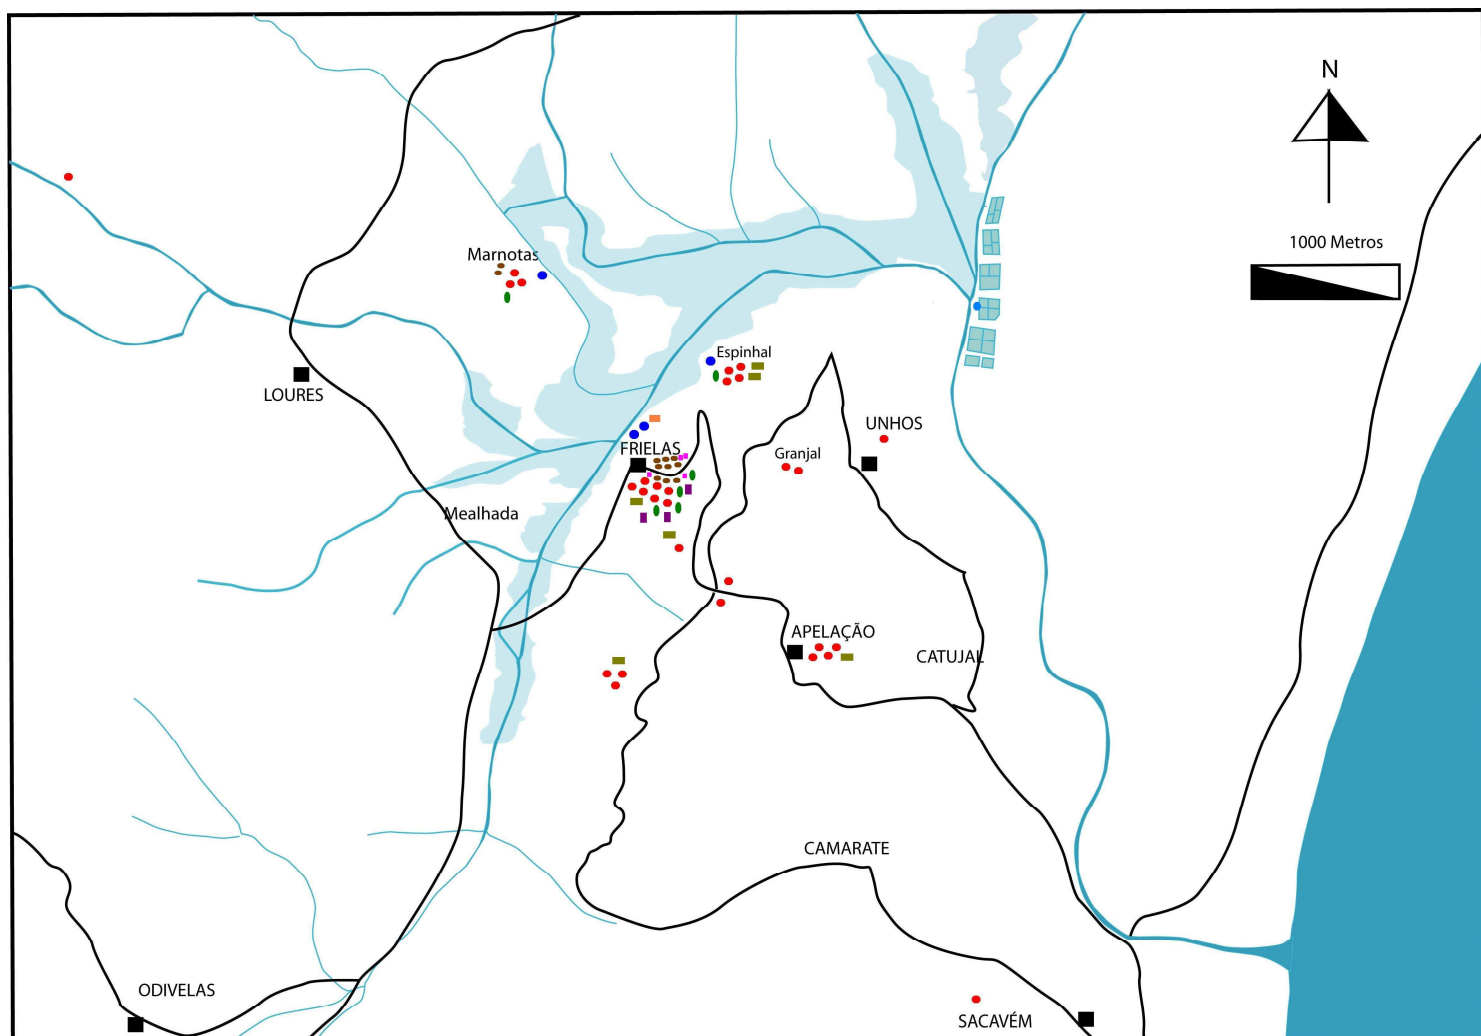 N
1000 Metros
Marnotas
Espinhal
LOURES
UNHOS
FRIELAS
Granjal
Mealhada
APELAÇÃO
CATUJAL
CAMARATE
ODIVELAS
SACAVÉM